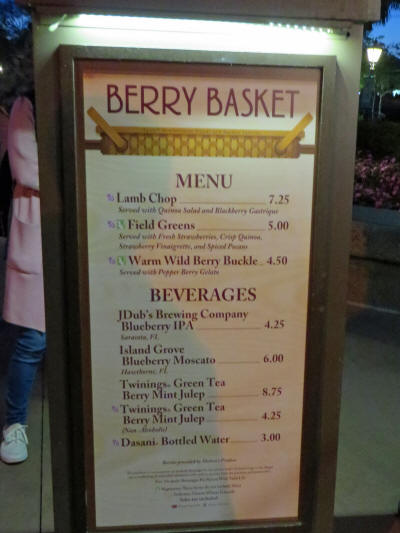 BERRY BASKET
MENU
Lamb Chop 7.25
Served with Quinoa Salad and Blackberry Gastrique
Field Greens 5.00
Served with Fresh Strawberries, Crisp Quinoa,
Strawberry Vinaigrette, and Spiced Pecans
Warm Wild Berry Buckle 4.50
Served with Pepper Berry Gelato
BEVERAGES
JDub's Brewing Company
Blueberry IPA 4.25
Sarasota, FL
Island Grove
Blueberry Moscato 6.00
Hawthorne, FL
Twinings® Green Tea
Berry Mint Julep 8.75
Twinings® Green Tea
Berry Mint Julep 4.25
(Non-Alcoholic)
Dasani® Bottled Water 3.00